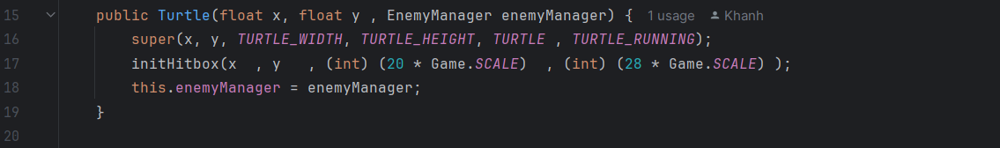 15 public Turtle(float x, float y , EnemyManager enemyManager) { 1 usage Khanh
16 super(x, y, TURTLE_WIDTH, TURTLE_HEIGHT, TURTLE , TURTLE_RUNNING);
17 initHitbox(x  , y   , (int) (20 * Game.SCALE)  , (int) (28 * Game.SCALE) );
18 this.enemyManager = enemyManager;
19 }
20